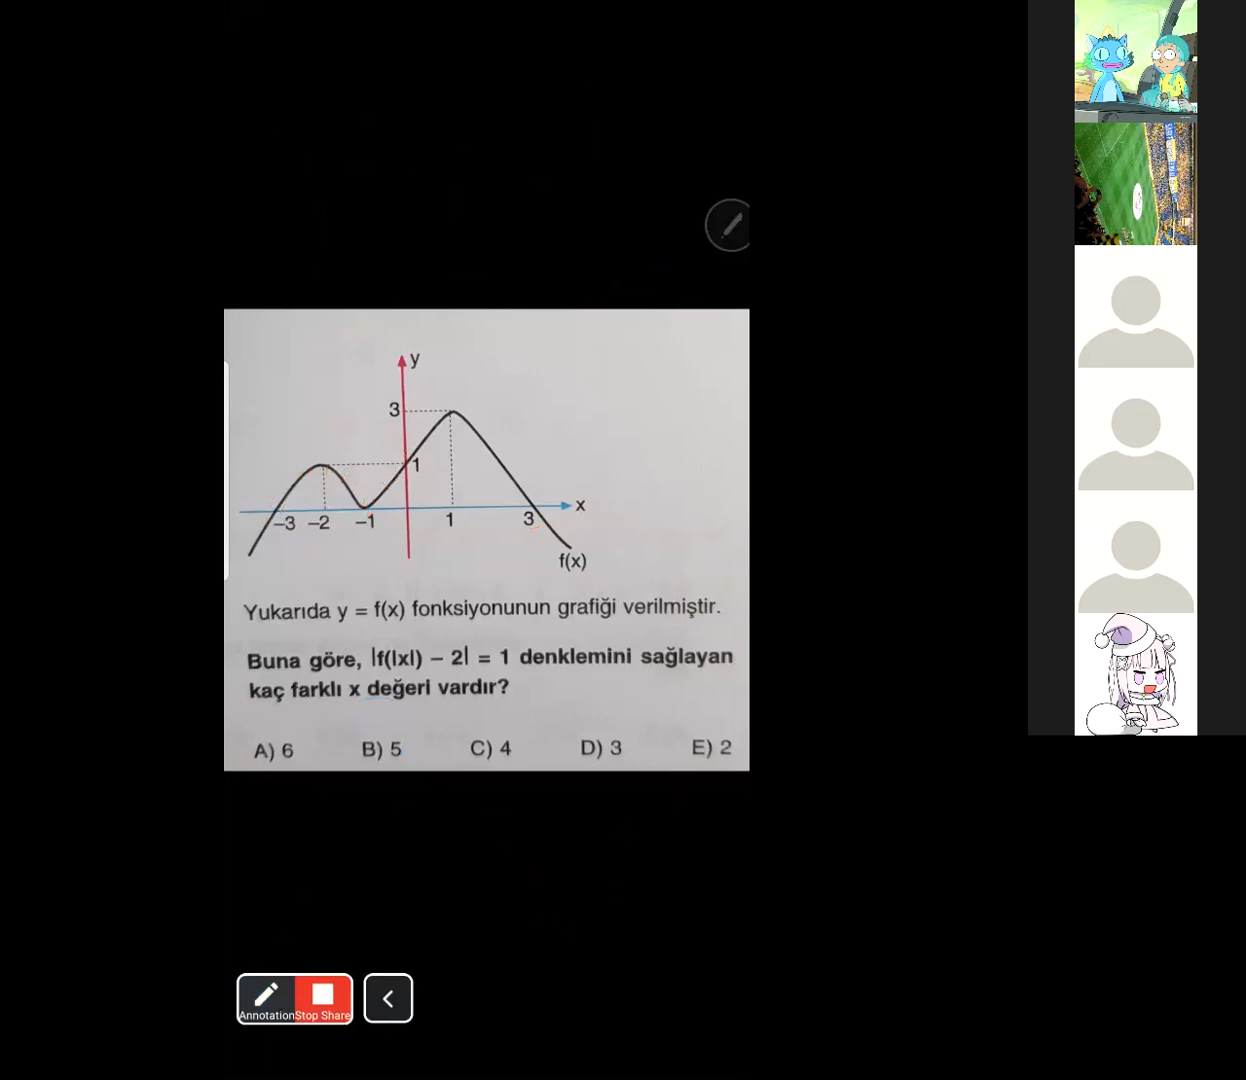 y
3
1
x
−3 −2 −1 1 3
f(x)
Yukarıda y = f(x) fonksiyonunun grafiği verilmiştir.
Buna göre, |f(|x|) − 2| = 1 denklemini sağlayan
kaç farklı x değeri vardır?
A) 6 B) 5 C) 4 D) 3 E) 2
Annotation Stop Share